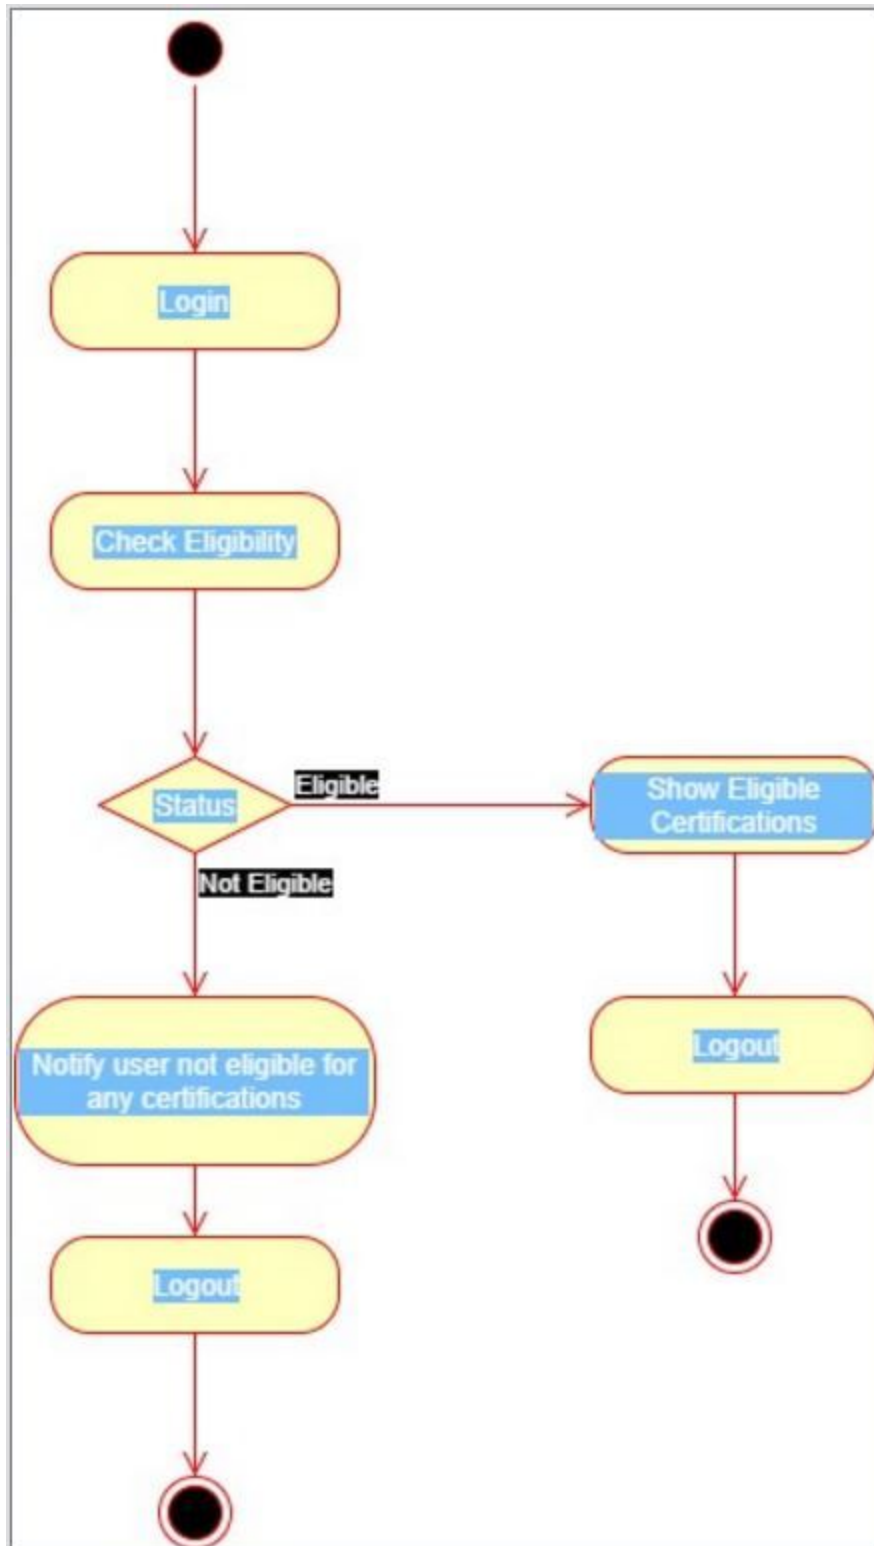 Login
Check Eligibility
Status
Eligible
Show Eligible
Certifications
Not Eligible
Notify user not eligible for
any certifications
Logout
Logout